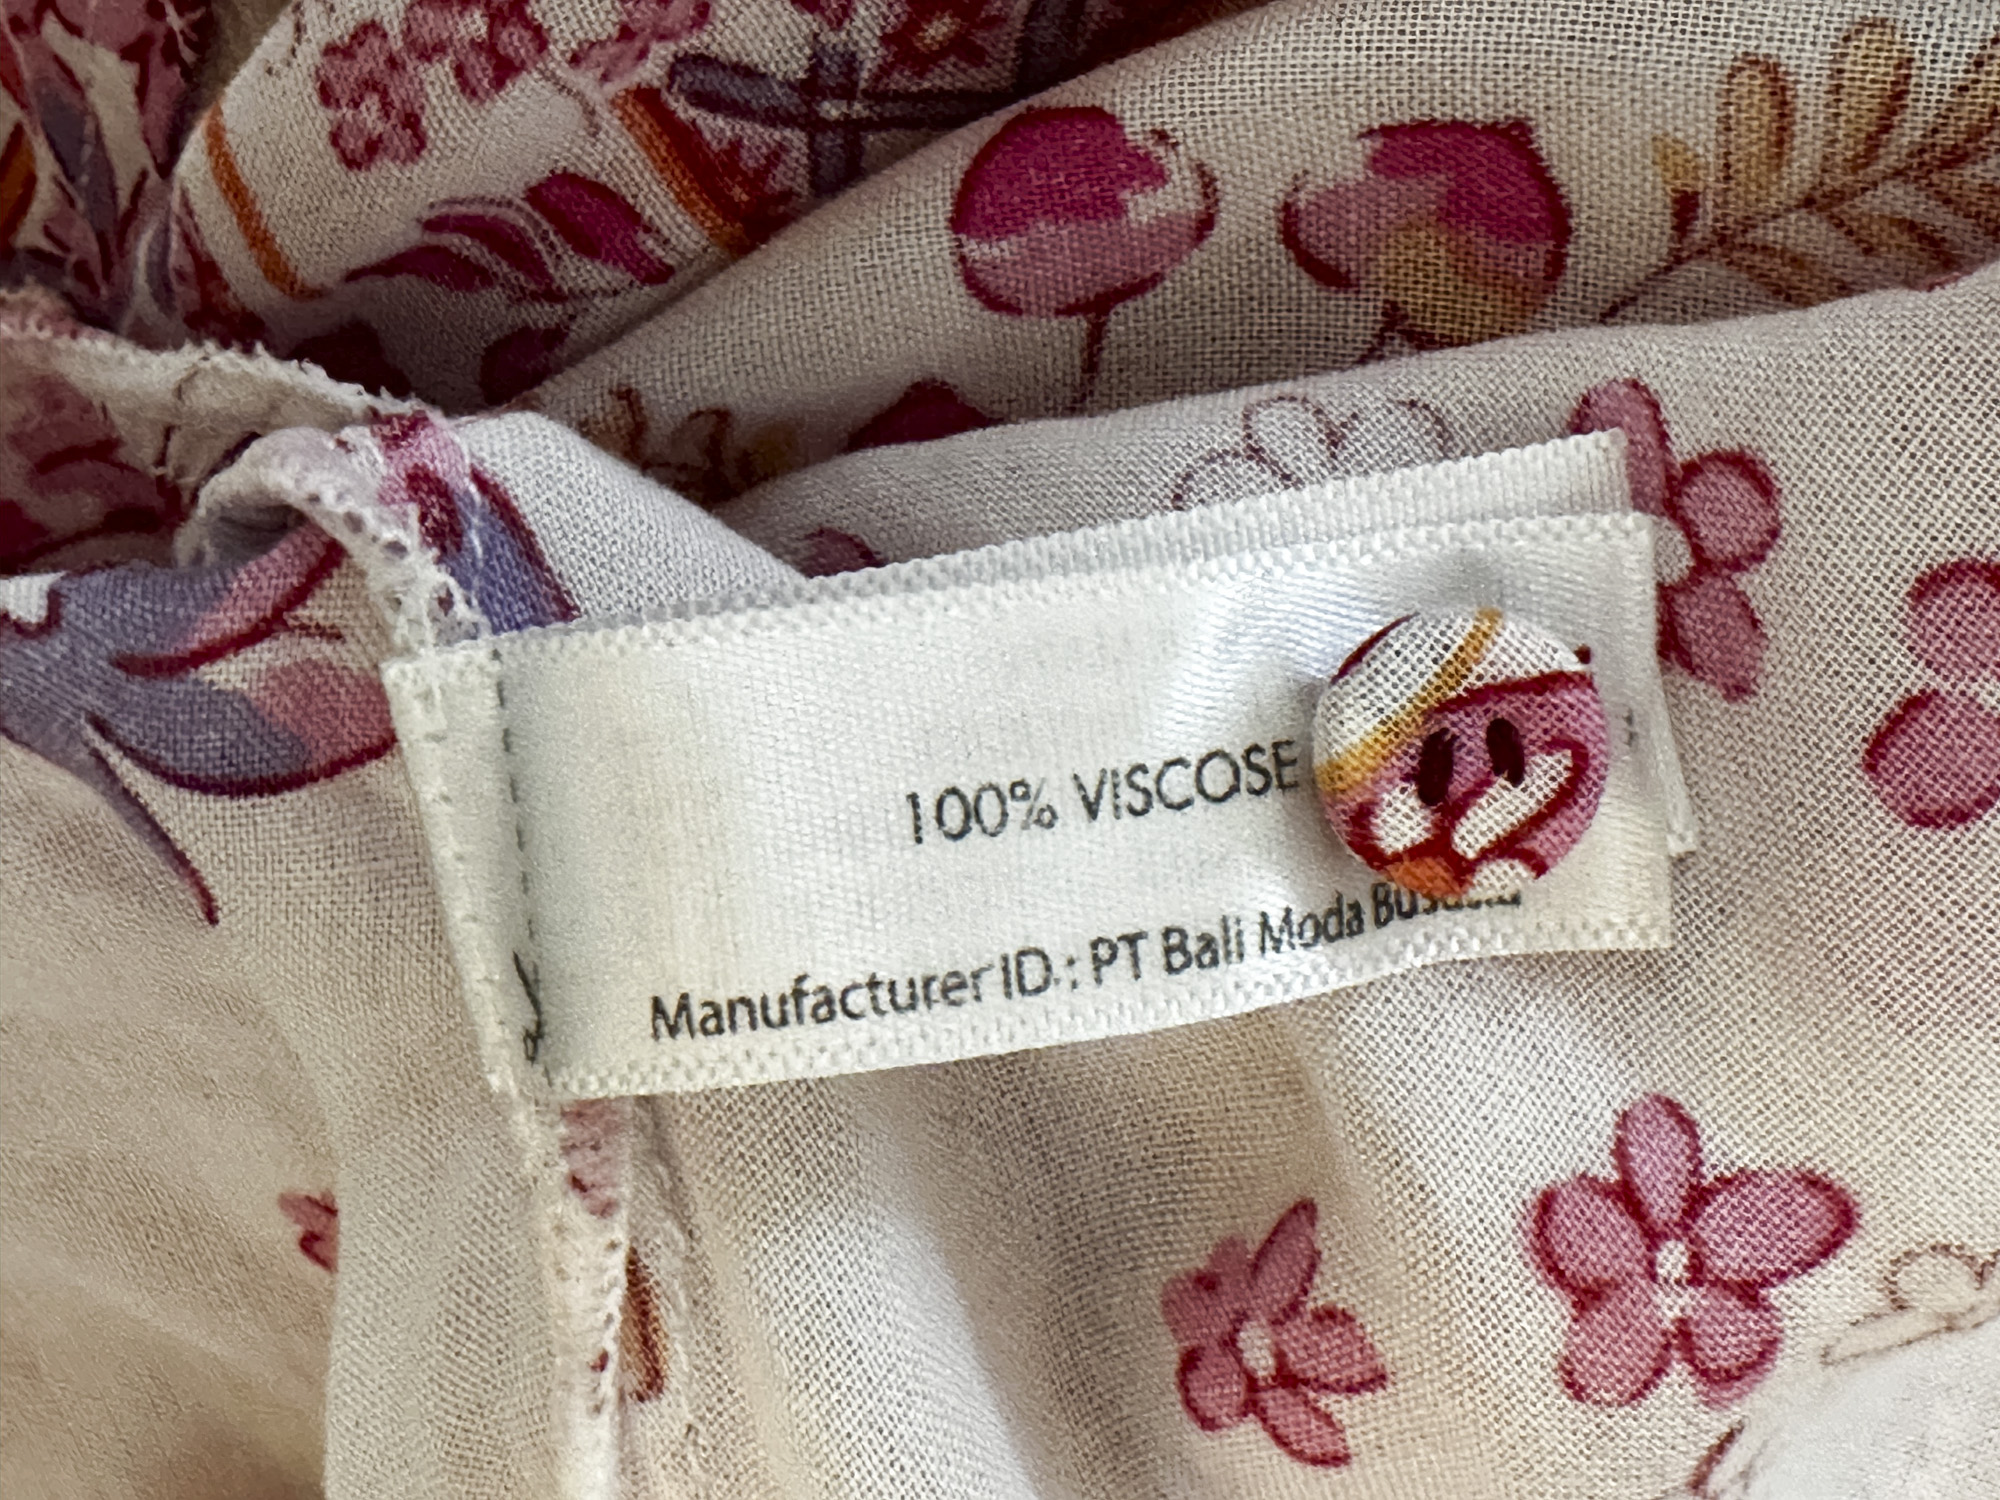 100% VISCOSE
Manufacturer ID.: PT Bali Moda